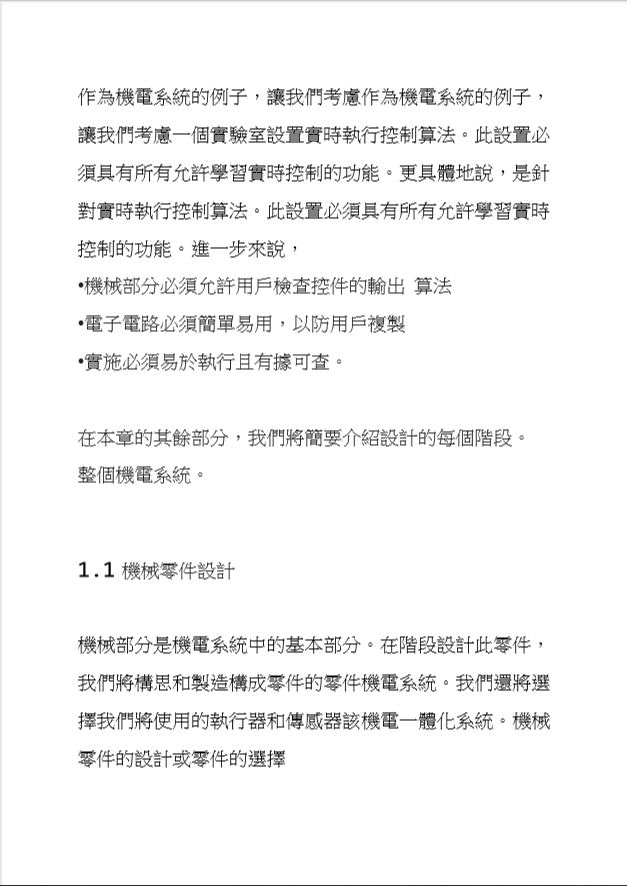 作為機電系統的例子，讓我們考慮作為機電系統的例子，
讓我們考慮一個實驗室設置實時執行控制算法。此設置必
須具有所有允許學習實時控制的功能。更具體地說，是針
對實時執行控制算法。此設置必須具有所有允許學習實時
控制的功能。進一步來說，
•機械部分必須允許用戶檢查控件的輸出 算法
•電子電路必須簡單易用，以防用戶複製
•實施必須易於執行且有據可查。
在本章的其餘部分，我們將簡要介紹設計的每個階段。
整個機電系統。
1.1 機械零件設計
機械部分是機電系統中的基本部分。在階段設計此零件，
我們將構思和製造構成零件的零件機電系統。我們還將選
擇我們將使用的執行器和傳感器該機電一體化系統。機械
零件的設計或零件的選擇